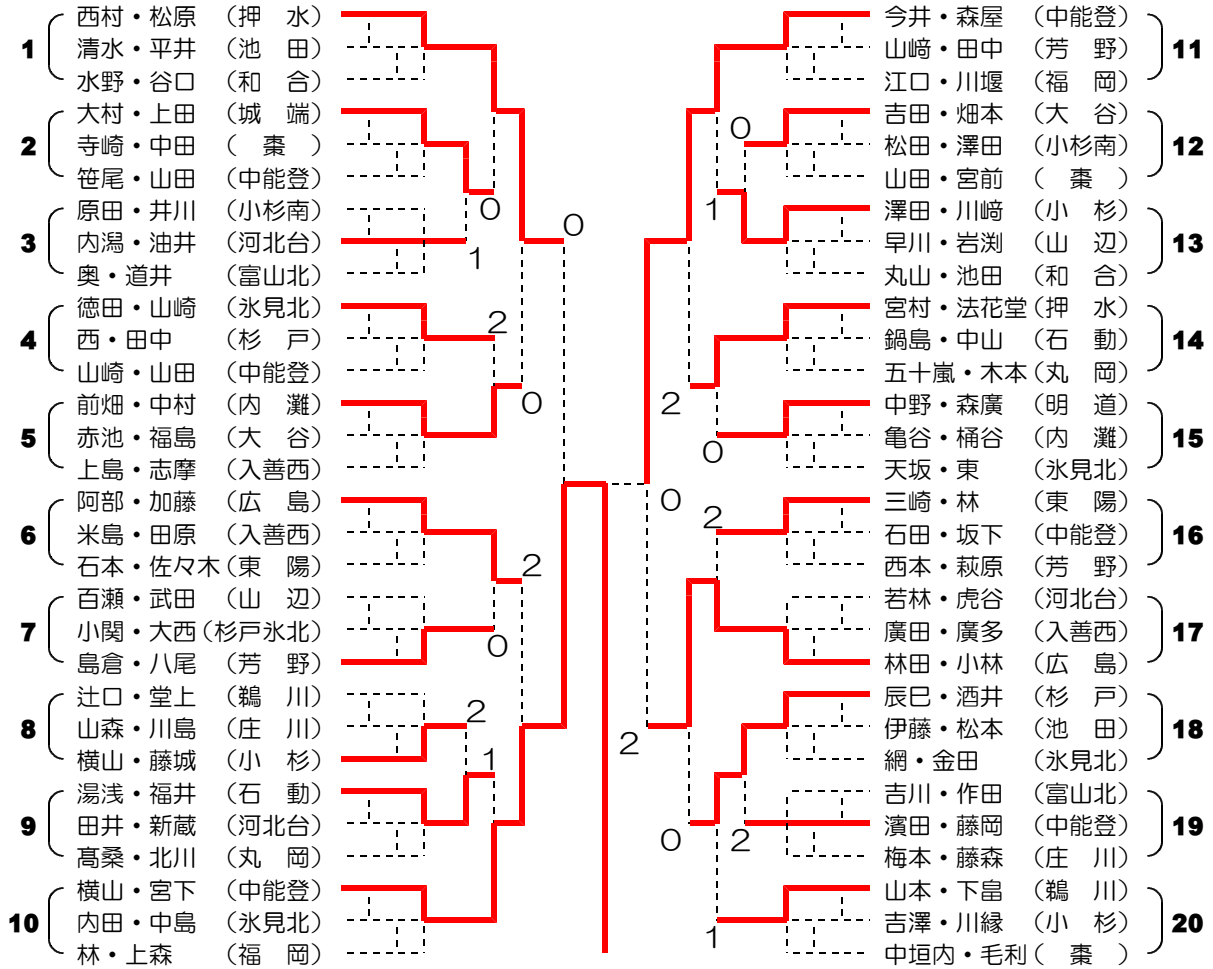 1
西村・松原 （押　水）
清水・平井 （池　田）
水野・谷口 （和　合）
2
大村・上田 （城　端）
寺崎・中田 （　棗　）
笹尾・山田 （中能登）
3
原田・井川 （小杉南）
内潟・油井 （河北台）
奥・道井 （富山北）
4
徳田・山崎 （氷見北）
西・田中 （杉　戸）
山崎・山田 （中能登）
5
前畑・中村 （内　灘）
赤池・福島 （大　谷）
上島・志摩 （入善西）
6
阿部・加藤 （広　島）
米島・田原 （入善西）
石本・佐々木（東　陽）
7
百瀬・武田 （山　辺）
小関・大西（杉戸氷北）
島倉・八尾 （芳　野）
8
辻口・堂上 （鵜　川）
山森・川島 （庄　川）
横山・藤城 （小　杉）
9
湯浅・福井 （石　動）
田井・新蔵 （河北台）
髙桑・北川 （丸　岡）
10
横山・宮下 （中能登）
内田・中島 （氷見北）
林・上森 （福　岡）
0
1
2
0
0
2
0
2
1
0
2
0
1
2
0
0
2
0
2
1
今井・森屋 （中能登）
山﨑・田中 （芳　野）
江口・川堰 （福　岡）
11
吉田・畑本 （大　谷）
松田・澤田 （小杉南）
山田・宮前 （　棗　）
12
澤田・川﨑 （小　杉）
早川・岩渕 （山　辺）
丸山・池田 （和　合）
13
宮村・法花堂（押　水）
鍋島・中山 （石　動）
五十嵐・木本（丸　岡）
14
中野・森廣 （明　道）
亀谷・桶谷 （内　灘）
天坂・東 （氷見北）
15
三崎・林 （東　陽）
石田・坂下 （中能登）
西本・萩原 （芳　野）
16
若林・虎谷 （河北台）
廣田・廣多 （入善西）
林田・小林 （広　島）
17
辰巳・酒井 （杉　戸）
伊藤・松本 （池　田）
網・金田 （氷見北）
18
吉川・作田 （富山北）
濱田・藤岡 （中能登）
梅本・藤森 （庄　川）
19
山本・下畠 （鵜　川）
吉澤・川縁 （小　杉）
中垣内・毛利（　棗　）
20